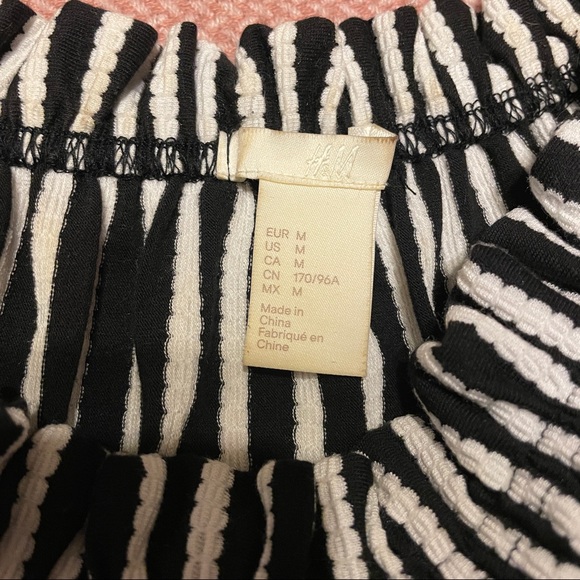 H&M
EUR M
US M
CA M
CN 170/96A
MX M
Made in
China
Fabriqué en
Chine